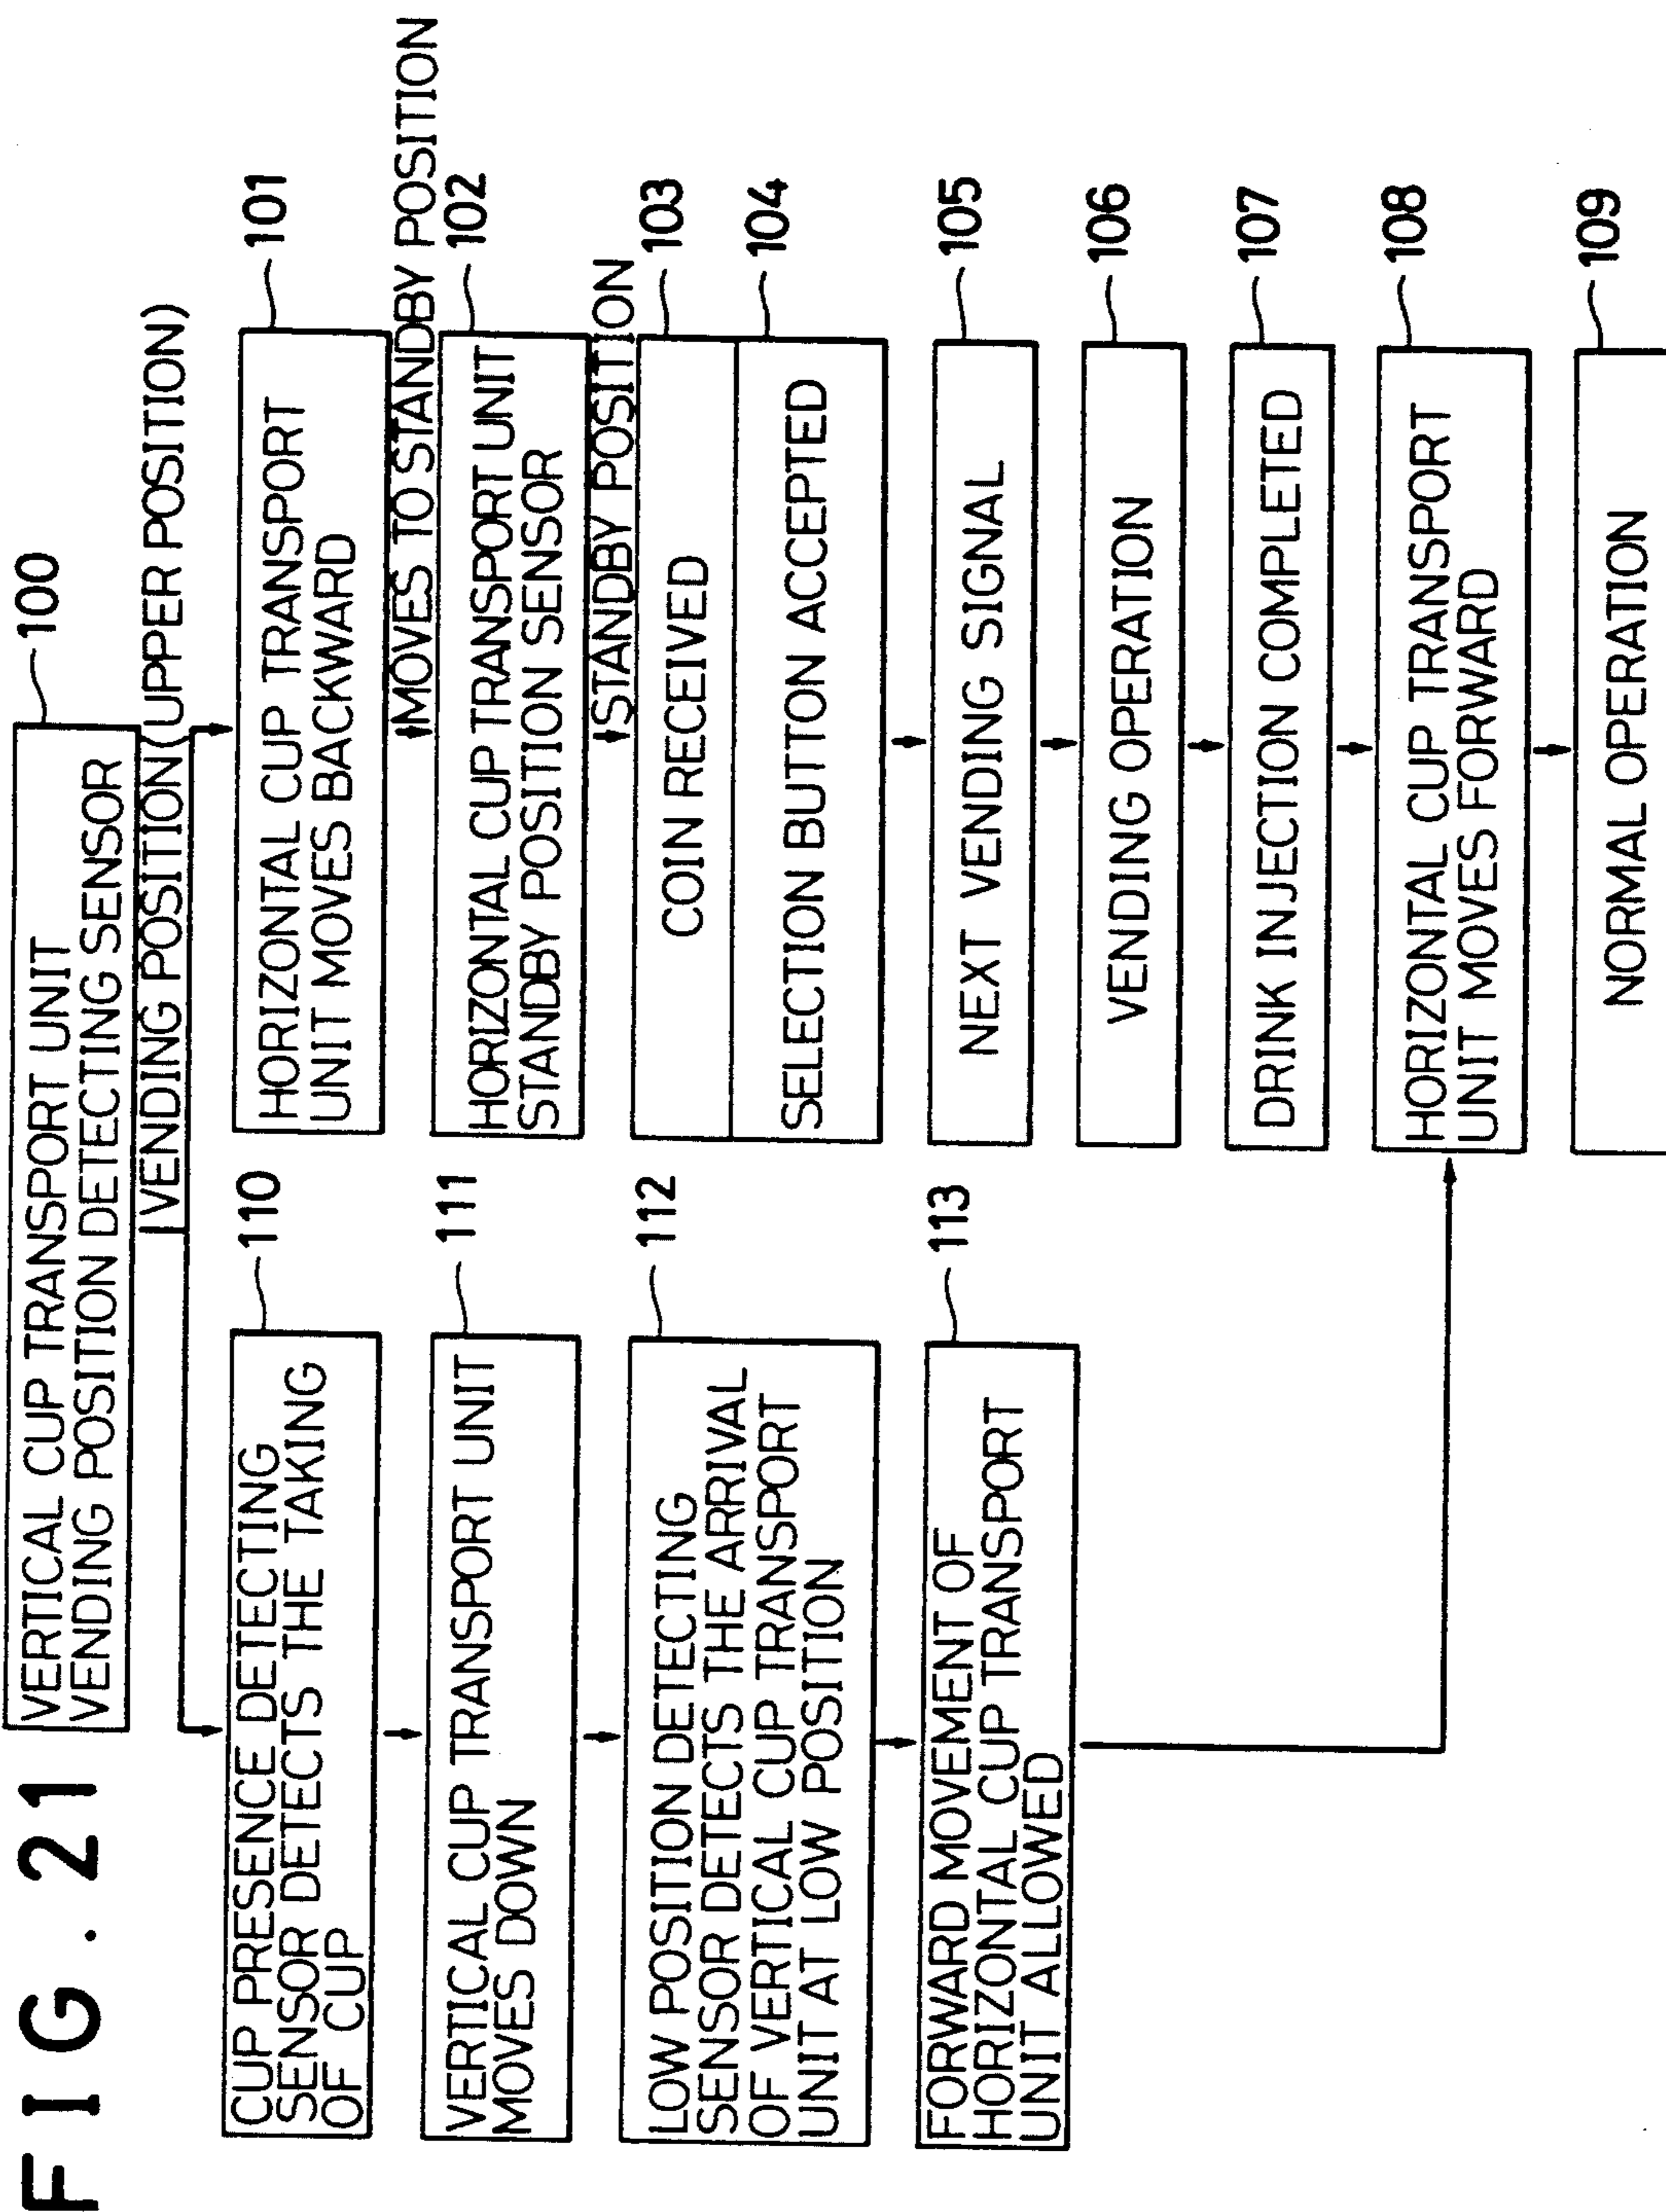 FIG. 21
100
VERTICAL CUP TRANSPORT UNIT
VENDING POSITION DETECTING SENSOR
VENDING POSITION (UPPER POSITION)
110
CUP PRESENCE DETECTING
SENSOR DETECTS THE TAKING
OF CUP
111
VERTICAL CUP TRANSPORT UNIT
MOVES DOWN
112
LOW POSITION DETECTING
SENSOR DETECTS THE ARRIVAL
OF VERTICAL CUP TRANSPORT
UNIT AT LOW POSITION
113
FORWARD MOVEMENT OF
HORIZONTAL CUP TRANSPORT
UNIT ALLOWED
101
HORIZONTAL CUP TRANSPORT
UNIT MOVES BACKWARD
MOVES TO STANDBY POSITION
102
HORIZONTAL CUP TRANSPORT UNIT
STANDBY POSITION SENSOR
STANDBY POSITION
103
COIN RECEIVED
104
SELECTION BUTTON ACCEPTED
105
NEXT VENDING SIGNAL
106
VENDING OPERATION
107
DRINK INJECTION COMPLETED
108
HORIZONTAL CUP TRANSPORT
UNIT MOVES FORWARD
109
NORMAL OPERATION